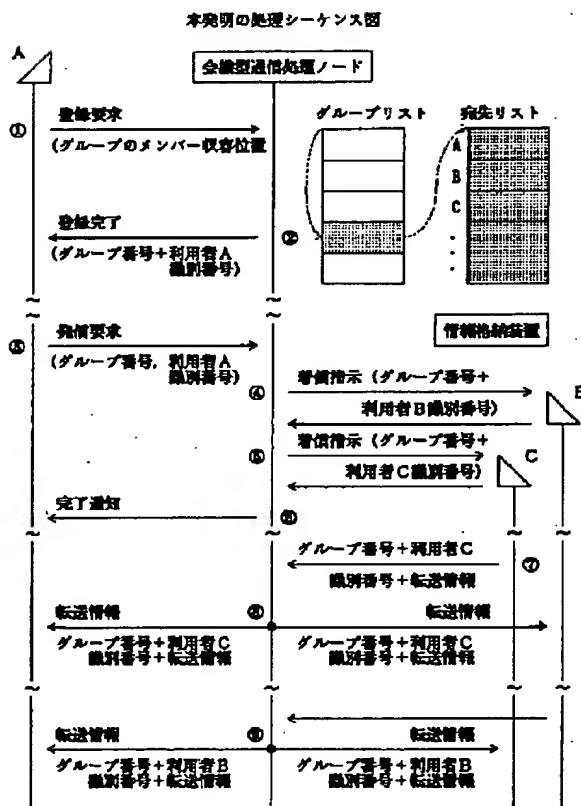 本発明の処理シーケンス図
A
会議型通信処理ノード
グループリスト
宛先リスト
①
登録要求
(グループのメンバー収容位置
A
B
C
・
・
・
登録完了
②
(グループ番号+利用者A
識別番号)
情報格納装置
③
発信要求
(グループ番号,利用者A
識別番号)
④
着信指示(グループ番号+
利用者B識別番号)
B
⑤
着信指示(グループ番号+
利用者C識別番号)
C
完了通知
⑥
グループ番号+利用者C
⑦
識別番号+転送情報
転送情報
⑧
転送情報
グループ番号+利用者C
識別番号+転送情報
グループ番号+利用者C
識別番号+転送情報
転送情報
⑨
転送情報
グループ番号+利用者B
識別番号+転送情報
グループ番号+利用者B
識別番号+転送情報